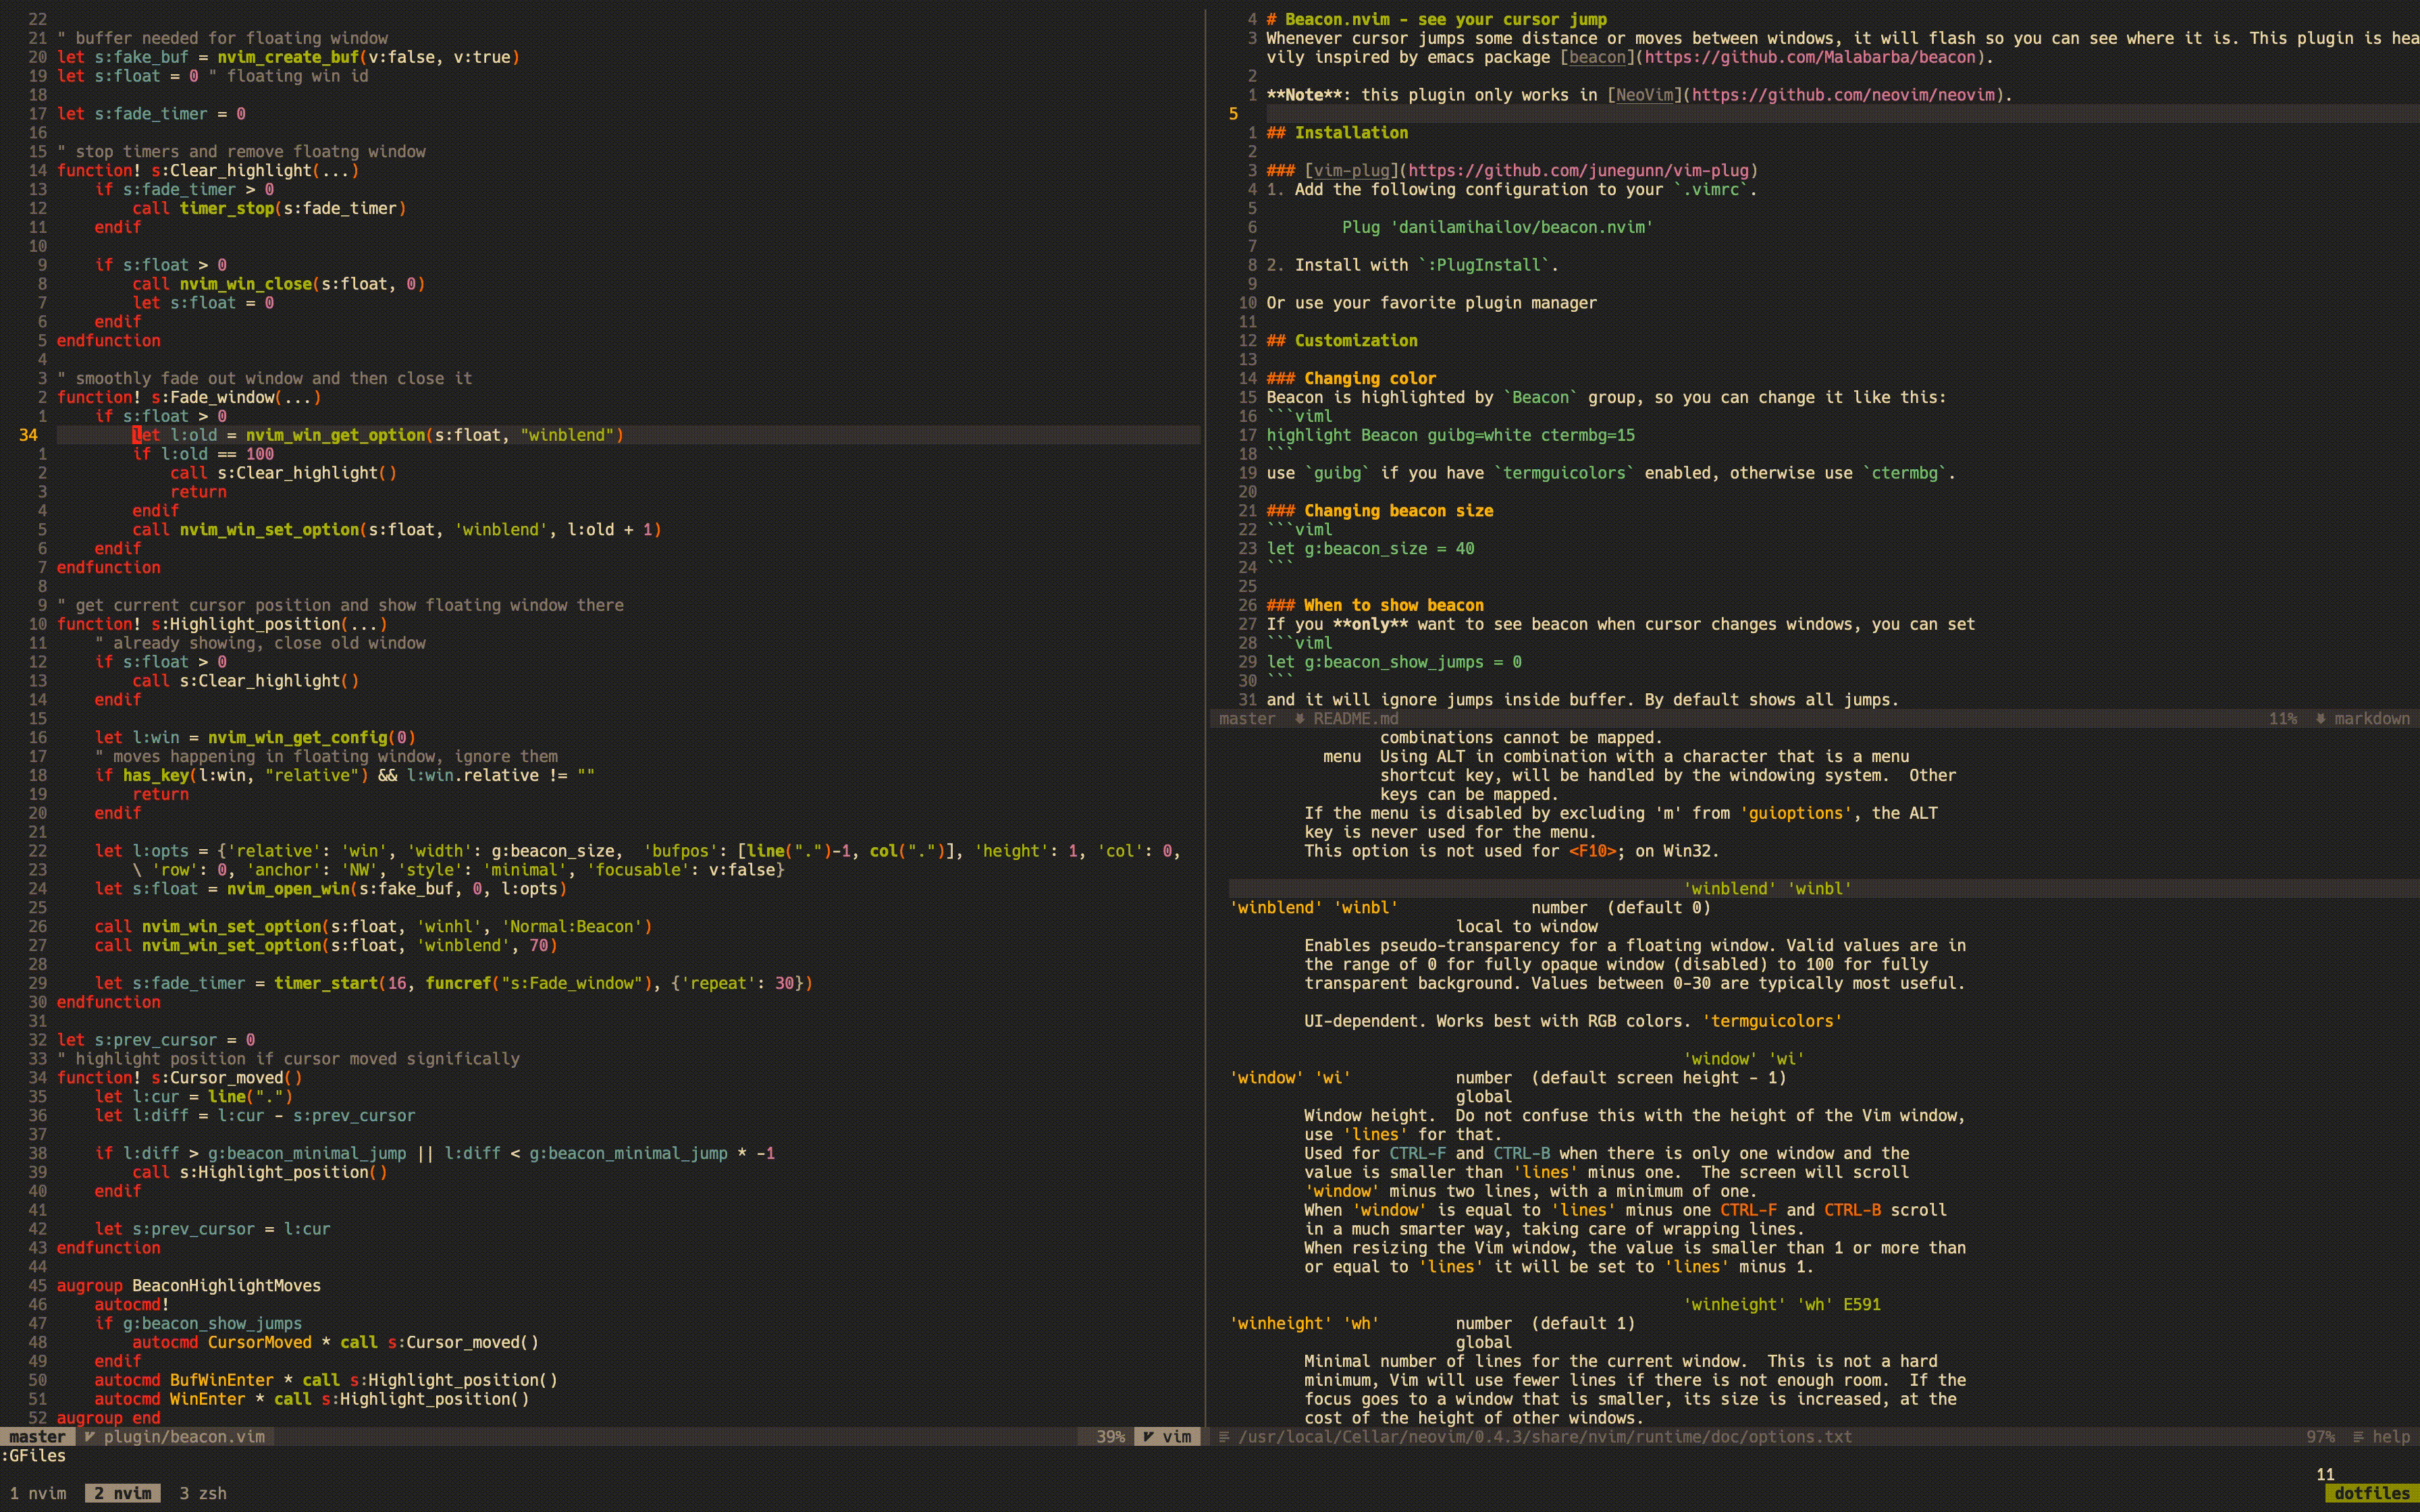 22
21 " buffer needed for floating window
20 let s:fake_buf = nvim_create_buf(v:false, v:true)
19 let s:float = 0 " floating win id
18
17 let s:fade_timer = 0
16
15 " stop timers and remove floatng window
14 function! s:Clear_highlight(...)
13     if s:fade_timer > 0
12         call timer_stop(s:fade_timer)
11     endif
10
9     if s:float > 0
8         call nvim_win_close(s:float, 0)
7         let s:float = 0
6     endif
5 endfunction
4
3 " smoothly fade out window and then close it
2 function! s:Fade_window(...)
1     if s:float > 0
34         let l:old = nvim_win_get_option(s:float, "winblend")
1         if l:old == 100
2             call s:Clear_highlight()
3             return
4         endif
5         call nvim_win_set_option(s:float, 'winblend', l:old + 1)
6     endif
7 endfunction
8
9 " get current cursor position and show floating window there
10 function! s:Highlight_position(...)
11     " already showing, close old window
12     if s:float > 0
13         call s:Clear_highlight()
14     endif
15
16     let l:win = nvim_win_get_config(0)
17     " moves happening in floating window, ignore them
18     if has_key(l:win, "relative") && l:win.relative != ""
19         return
20     endif
21
22     let l:opts = {'relative': 'win', 'width': g:beacon_size,  'bufpos': [line(".")-1, col(".")], 'height': 1, 'col': 0,
23         \ 'row': 0, 'anchor': 'NW', 'style': 'minimal', 'focusable': v:false}
24     let s:float = nvim_open_win(s:fake_buf, 0, l:opts)
25
26     call nvim_win_set_option(s:float, 'winhl', 'Normal:Beacon')
27     call nvim_win_set_option(s:float, 'winblend', 70)
28
29     let s:fade_timer = timer_start(16, funcref("s:Fade_window"), {'repeat': 30})
30 endfunction
31
32 let s:prev_cursor = 0
33 " highlight position if cursor moved significally
34 function! s:Cursor_moved()
35     let l:cur = line(".")
36     let l:diff = l:cur - s:prev_cursor
37
38     if l:diff > g:beacon_minimal_jump || l:diff < g:beacon_minimal_jump * -1
39         call s:Highlight_position()
40     endif
41
42     let s:prev_cursor = l:cur
43 endfunction
44
45 augroup BeaconHighlightMoves
46     autocmd!
47     if g:beacon_show_jumps
48         autocmd CursorMoved * call s:Cursor_moved()
49     endif
50     autocmd BufWinEnter * call s:Highlight_position()
51     autocmd WinEnter * call s:Highlight_position()
52 augroup end
master plugin/beacon.vim 39% vim
4 # Beacon.nvim - see your cursor jump
3 Whenever cursor jumps some distance or moves between windows, it will flash so you can see where it is. This plugin is hea
vily inspired by emacs package [beacon](https://github.com/Malabarba/beacon).
2
1 **Note**: this plugin only works in [NeoVim](https://github.com/neovim/neovim).
5
1 ## Installation
2
3 ### [vim-plug](https://github.com/junegunn/vim-plug)
4 1. Add the following configuration to your `.vimrc`.
5
6         Plug 'danilamihailov/beacon.nvim'
7
8 2. Install with `:PlugInstall`.
9
10 Or use your favorite plugin manager
11
12 ## Customization
13
14 ### Changing color
15 Beacon is highlighted by `Beacon` group, so you can change it like this:
16 ```viml
17 highlight Beacon guibg=white ctermbg=15
18 ```
19 use `guibg` if you have `termguicolors` enabled, otherwise use `ctermbg`.
20
21 ### Changing beacon size
22 ```viml
23 let g:beacon_size = 40
24 ```
25
26 ### When to show beacon
27 If you **only** want to see beacon when cursor changes windows, you can set
28 ```viml
29 let g:beacon_show_jumps = 0
30 ```
31 and it will ignore jumps inside buffer. By default shows all jumps.
master README.md 11% markdown
combinations cannot be mapped.
menu  Using ALT in combination with a character that is a menu
shortcut key, will be handled by the windowing system.  Other
keys can be mapped.
If the menu is disabled by excluding 'm' from 'guioptions', the ALT
key is never used for the menu.
This option is not used for <F10>; on Win32.
'winblend' 'winbl'
'winblend' 'winbl'              number  (default 0)
local to window
Enables pseudo-transparency for a floating window. Valid values are in
the range of 0 for fully opaque window (disabled) to 100 for fully
transparent background. Values between 0-30 are typically most useful.
UI-dependent. Works best with RGB colors. 'termguicolors'
'window' 'wi'
'window' 'wi'           number  (default screen height - 1)
global
Window height.  Do not confuse this with the height of the Vim window,
use 'lines' for that.
Used for CTRL-F and CTRL-B when there is only one window and the
value is smaller than 'lines' minus one.  The screen will scroll
'window' minus two lines, with a minimum of one.
When 'window' is equal to 'lines' minus one CTRL-F and CTRL-B scroll
in a much smarter way, taking care of wrapping lines.
When resizing the Vim window, the value is smaller than 1 or more than
or equal to 'lines' it will be set to 'lines' minus 1.
'winheight' 'wh' E591
'winheight' 'wh'        number  (default 1)
global
Minimal number of lines for the current window.  This is not a hard
minimum, Vim will use fewer lines if there is not enough room.  If the
focus goes to a window that is smaller, its size is increased, at the
cost of the height of other windows.
/usr/local/Cellar/neovim/0.4.3/share/nvim/runtime/doc/options.txt 97% help
:GFiles
11
1 nvim  2 nvim  3 zsh dotfiles